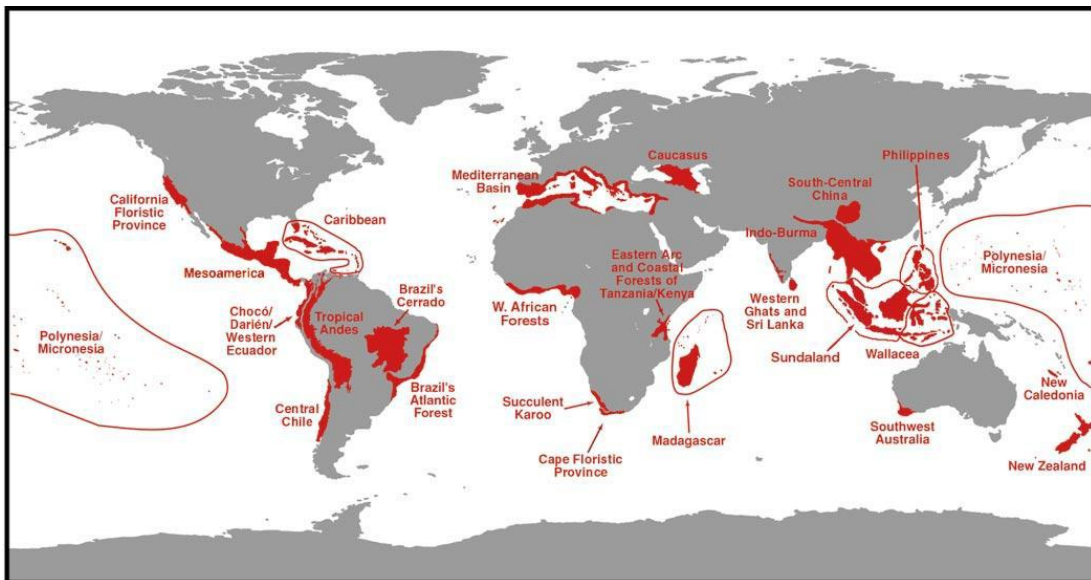 California
Floristic
Province
Caribbean
Mesoamerica
Polynesia/
Micronesia
Chocó/
Darién/
Western
Ecuador
Tropical
Andes
Brazil's
Cerrado
Brazil's
Atlantic
Forest
Central
Chile
Mediterranean
Basin
Caucasus
W. African
Forests
Eastern Arc
and Coastal
Forests of
Tanzania/Kenya
Succulent
Karoo
Cape Floristic
Province
Madagascar
Philippines
South-Central
China
Indo-Burma
Western
Ghats and
Sri Lanka
Sundaland
Wallacea
Polynesia/
Micronesia
New
Caledonia
Southwest
Australia
New Zealand